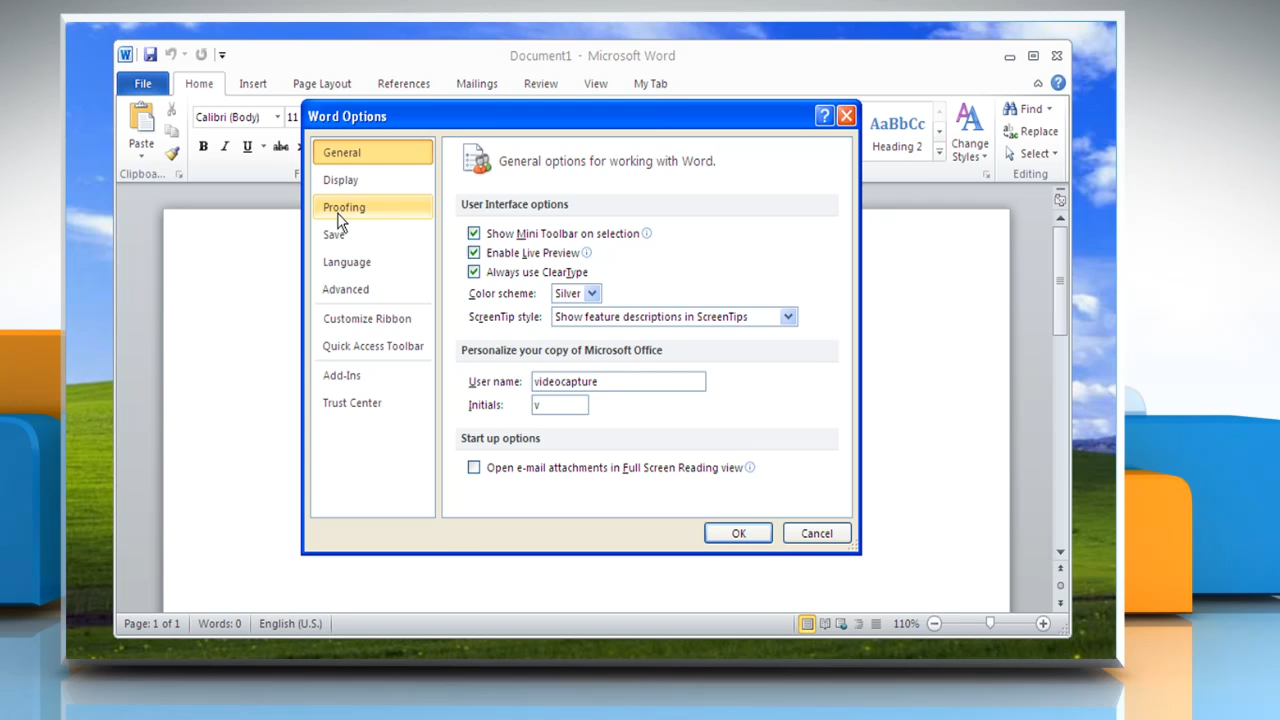 Document1 - Microsoft Word
File Home Insert Page Layout References Mailings Review View My Tab
Calibri (Body) 11
Paste
B I U abc
Clipboa...
AaBbCc
Heading 2
Change Styles
Find
Replace
Select
Editing
Word Options
General
Display
Proofing
Save
Language
Advanced
Customize Ribbon
Quick Access Toolbar
Add-Ins
Trust Center
General options for working with Word.
User Interface options
Show Mini Toolbar on selection
Enable Live Preview
Always use ClearType
Color scheme: Silver
ScreenTip style: Show feature descriptions in ScreenTips
Personalize your copy of Microsoft Office
User name: videocapture
Initials: v
Start up options
Open e-mail attachments in Full Screen Reading view
OK Cancel
Page: 1 of 1 Words: 0 English (U.S.) 110%